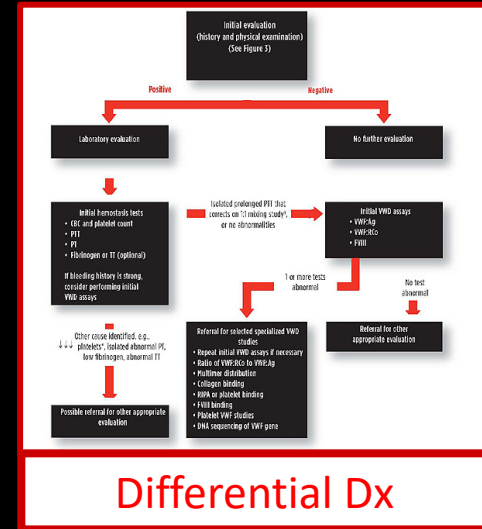 Initial evaluation
(history and physical examination)
(See Figure 3)
Positive
Negative
Laboratory evaluation
No further evaluation
Initial hemostasis tests
• CBC and platelet count
• PTT
• PT
• Fibrinogen or TT (optional)
If bleeding history is strong,
consider performing initial
VWD assays
Isolated prolonged PTT that
corrects on 1:1 mixing study†,
or no abnormalities
Initial VWD assays
• VWF:Ag
• VWF:RCo
• FVIII
1 or more tests
abnormal
No test
abnormal
Referral for selected specialized VWD
studies
• Repeat initial VWD assays if necessary
• Ratio of VWF:RCo to VWF:Ag
• Multimer distribution
• Collagen binding
• RIPA or platelet binding
• FVIII binding
• Platelet VWF studies
• DNA sequencing of VWF gene
Referral for other
appropriate evaluation
Other cause identified, e.g.,
↓↓↓ platelets*, isolated abnormal PT,
low fibrinogen, abnormal TT
Possible referral for other appropriate
evaluation
Differential Dx